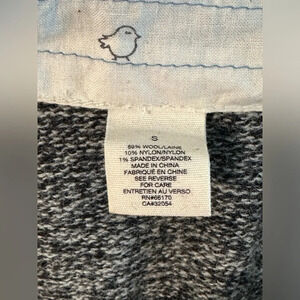 S
89% WOOL/LAINE
10% NYLON/NYLON
1% SPANDEX/SPANDEX
MADE IN CHINA
FABRIQUÉ EN CHINE
SEE REVERSE
FOR CARE
ENTRETIEN AU VERSO
RN#66170
CA#32054